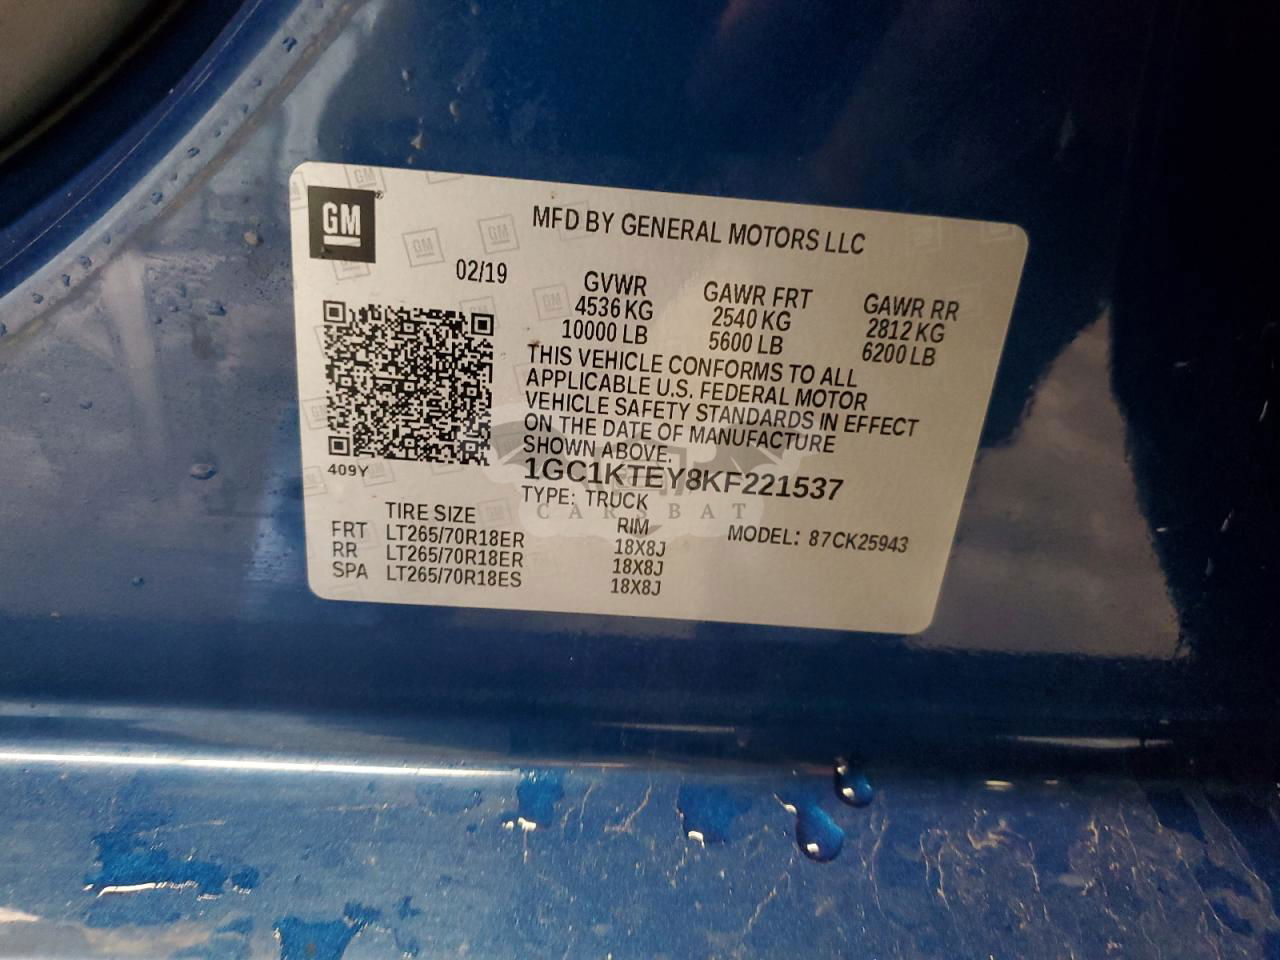 GM
MFD BY GENERAL MOTORS LLC
02/19
GVWR GAWR FRT GAWR RR
4536 KG 2540 KG 2812 KG
10000 LB 5600 LB 6200 LB
THIS VEHICLE CONFORMS TO ALL
APPLICABLE U.S. FEDERAL MOTOR
VEHICLE SAFETY STANDARDS IN EFFECT
ON THE DATE OF MANUFACTURE
SHOWN ABOVE.
409Y
1GC1KTEY8KF221537
TYPE: TRUCK
CARSBAT
MODEL: 87CK25943
TIRE SIZE RIM
FRT LT265/70R18ER 18X8J
RR LT265/70R18ER 18X8J
SPA LT265/70R18ES 18X8J